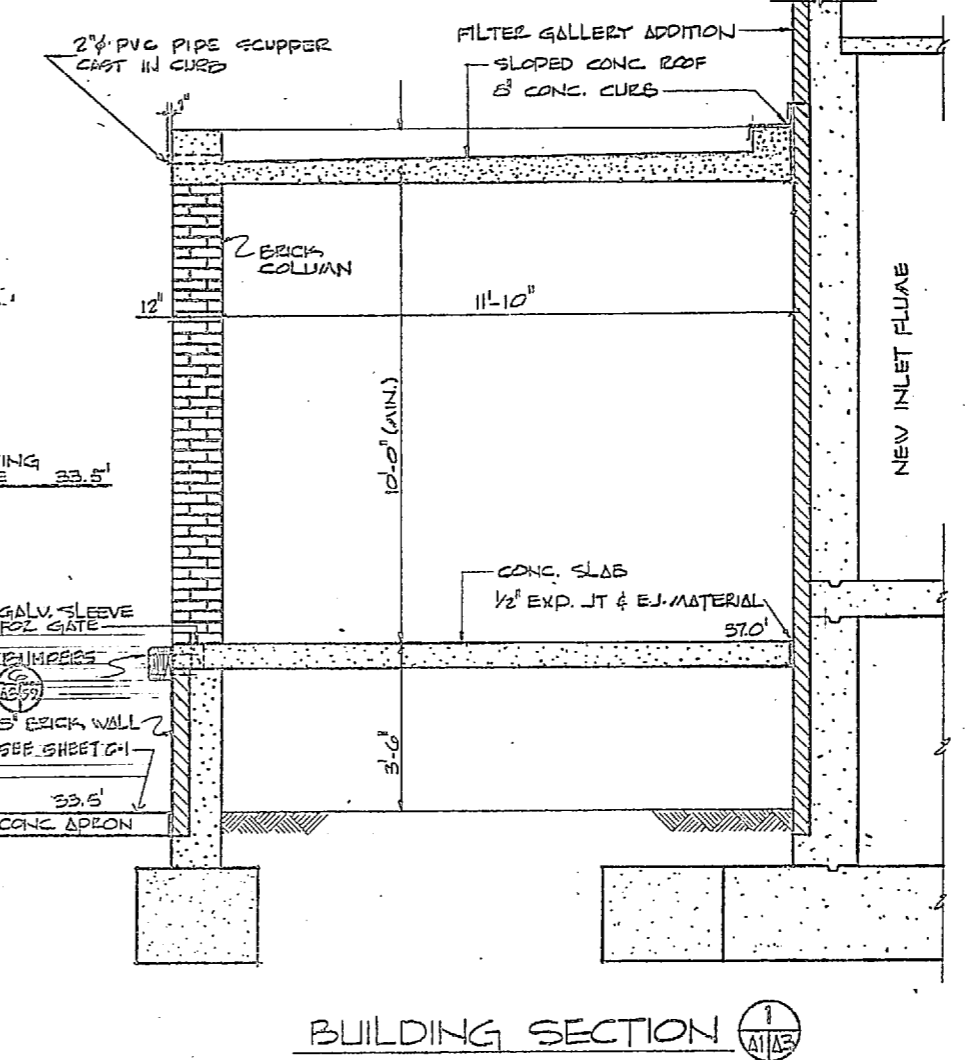 2"⌀ PVC PIPE SCUPPER
CAST IN CURB
FILTER GALLERY ADDITION
SLOPED CONC. ROOF
8" CONC. CURB
BRICK
COLUMN
12"
11'-10"
10'-0" (MIN.)
NEW INLET FLUME
33.5'
CONC. SLAB
1/2" EXP. JT & E.J. MATERIAL
37.0'
GALV. SLEEVE
FOR GATE
BUMPERS
BRICK WALL
SEE SHEET
3'-6"
33.5'
CONC APRON
BUILDING SECTION
1
A1 A3